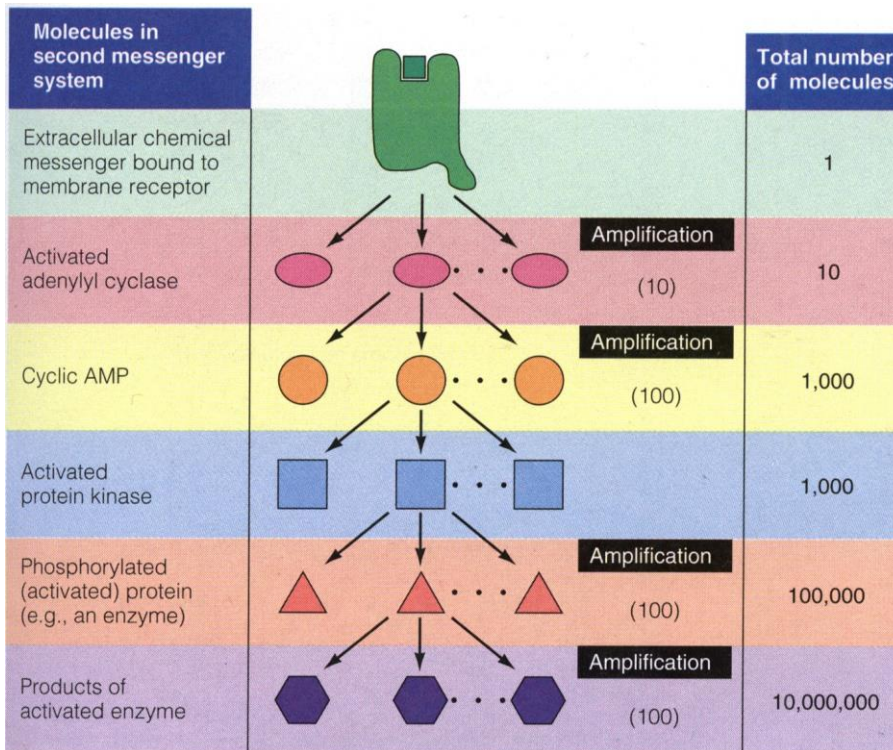 Molecules in
second messenger
system
Total number
of molecules
Extracellular chemical
messenger bound to
membrane receptor
1
Activated
adenylyl cyclase
Amplification
(10)
10
Cyclic AMP
Amplification
(100)
1,000
Activated
protein kinase
1,000
Phosphorylated
(activated) protein
(e.g., an enzyme)
Amplification
(100)
100,000
Products of
activated enzyme
Amplification
(100)
10,000,000